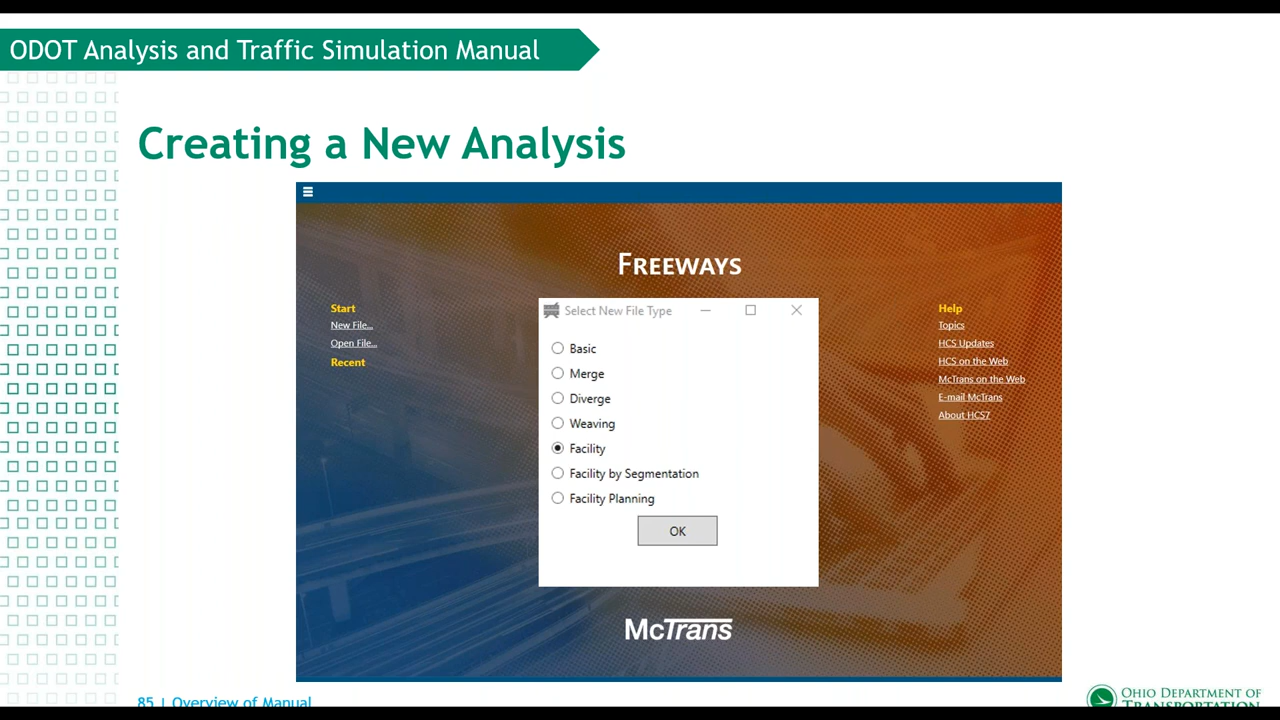 ODOT Analysis and Traffic Simulation Manual
Creating a New Analysis
FREEWAYS
Start
New File...
Open File...
Recent
Select New File Type
Basic
Merge
Diverge
Weaving
Facility
Facility by Segmentation
Facility Planning
OK
Help
Topics
HCS Updates
HCS on the Web
McTrans on the Web
E-mail McTrans
About HCS7
McTrans
85 | Overview of Manual
OHIO DEPARTMENT OF
TRANSPORTATION